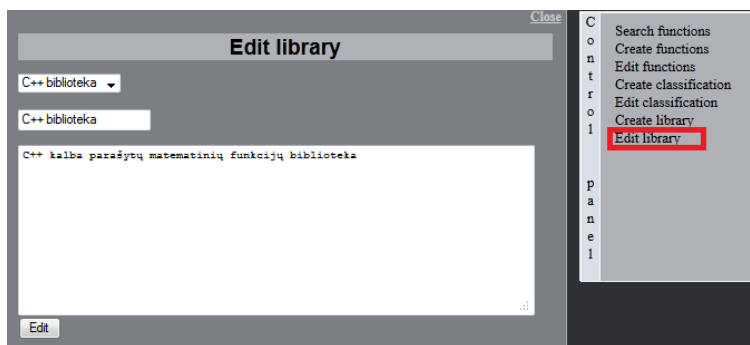 Close
Edit library
C++ biblioteka
C++ biblioteka
C++ kalba parašytų matematinių funkcijų biblioteka
Edit
Control panel
Search functions
Create functions
Edit functions
Create classification
Edit classification
Create library
Edit library